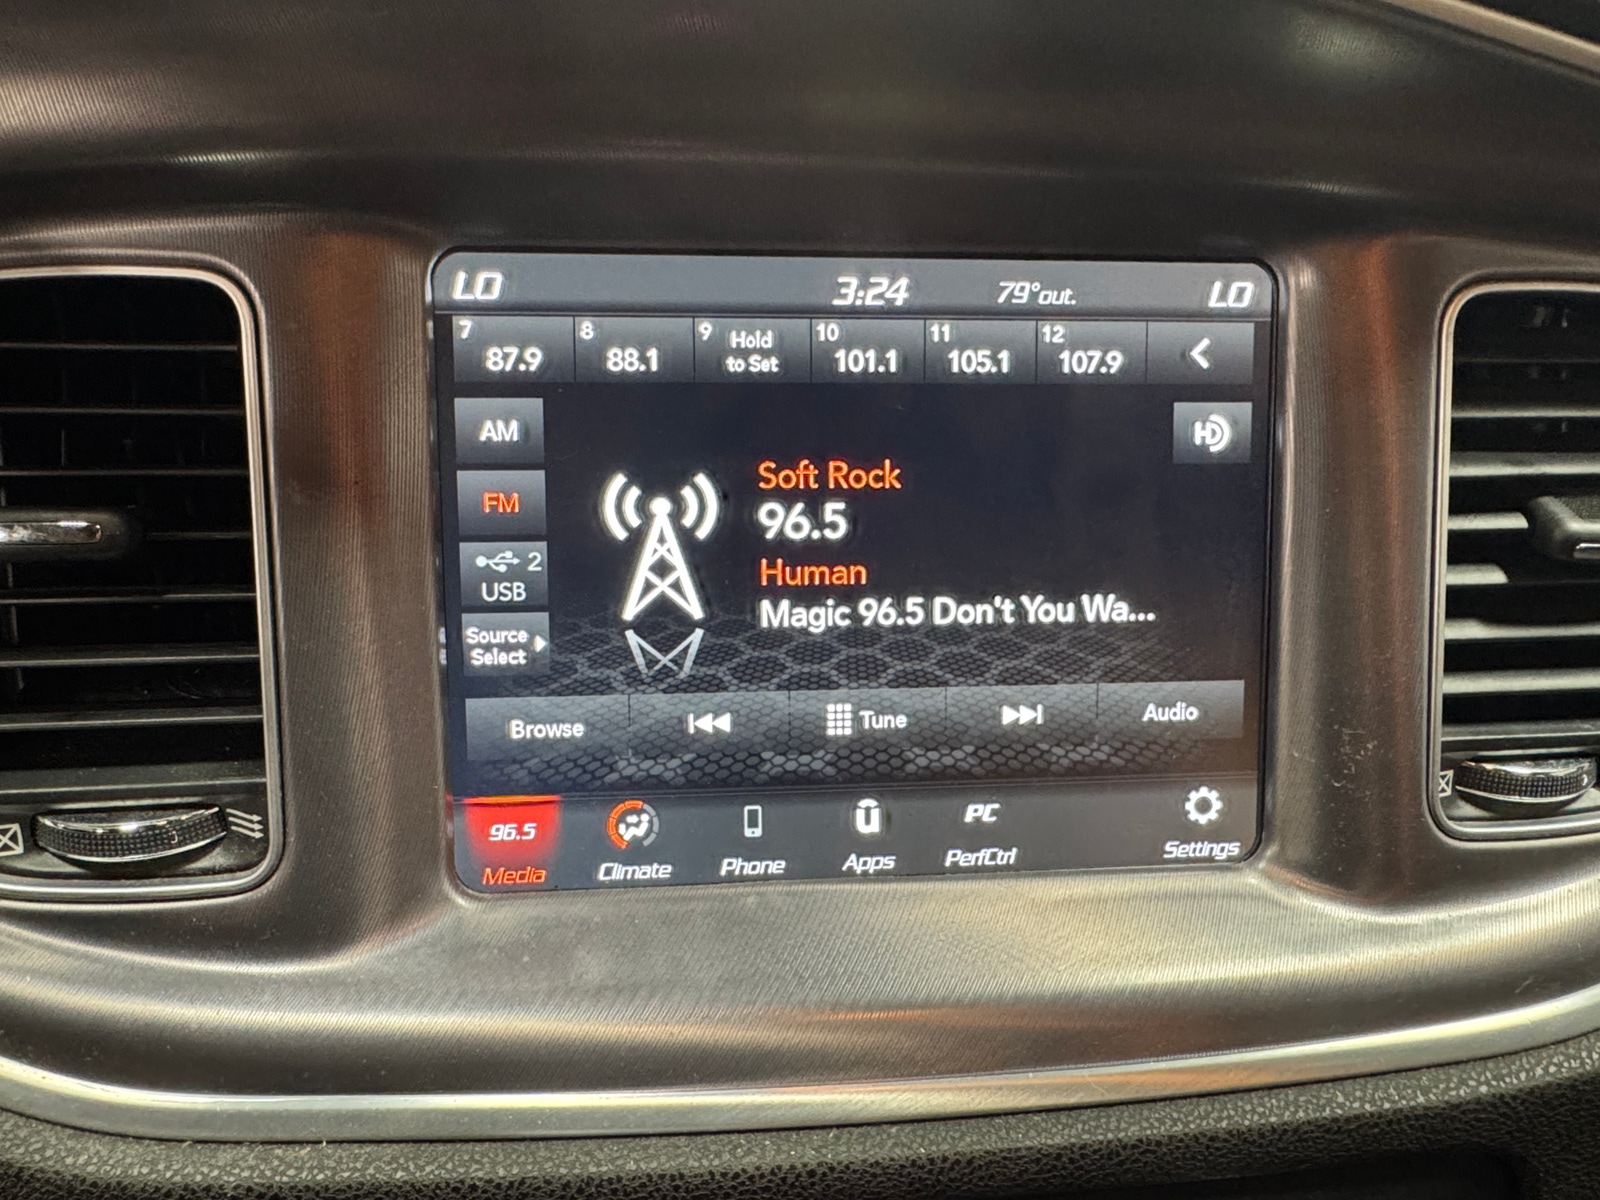 LO 3:24 79°out. LO
7 87.9 8 88.1 9 Hold to Set 10 101.1 11 105.1 12 107.9
AM
FM
2
USB
Source
Select
HD
Soft Rock
96.5
Human
Magic 96.5 Don't You Wa...
Browse Tune Audio
96.5 PC
Media Climate Phone Apps PerfCtrl Settings